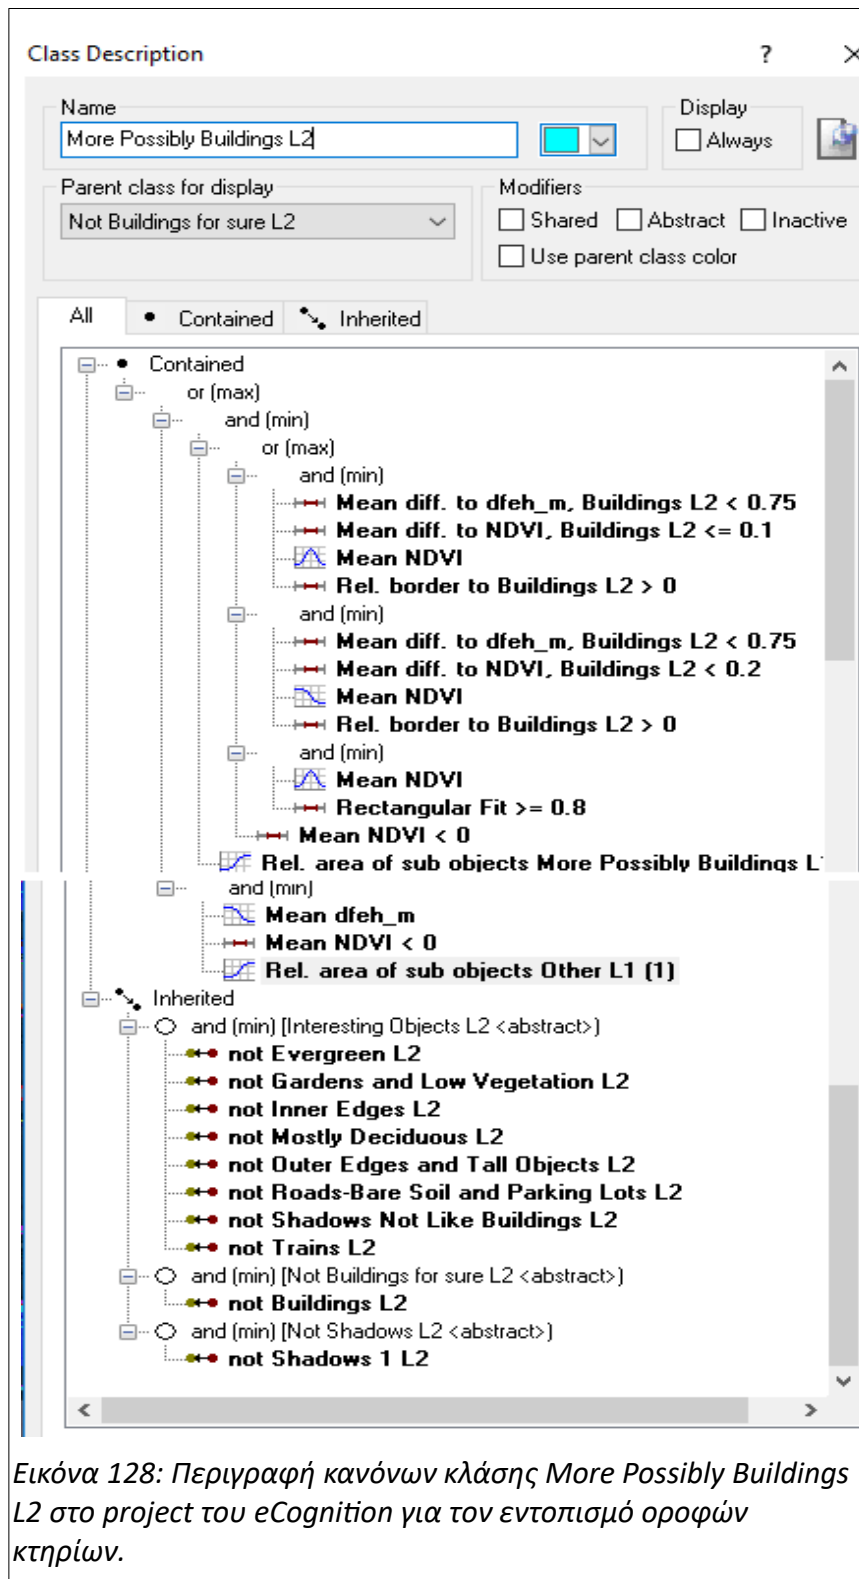 Class Description
Name
Display
More Possibly Buildings L2
Always
Parent class for display
Modifiers
Not Buildings for sure L2
Shared
Abstract
Inactive
Use parent class color
All
Contained
Inherited
Contained
or (max)
and (min)
or (max)
and (min)
Mean diff. to dfeh_m, Buildings L2 < 0.75
Mean diff. to NDVI, Buildings L2 <= 0.1
Mean NDVI
Rel. border to Buildings L2 > 0
and (min)
Mean diff. to dfeh_m, Buildings L2 < 0.75
Mean diff. to NDVI, Buildings L2 < 0.2
Mean NDVI
Rel. border to Buildings L2 > 0
and (min)
Mean NDVI
Rectangular Fit >= 0.8
Mean NDVI < 0
Rel. area of sub objects More Possibly Buildings L
and (min)
Mean dfeh_m
Mean NDVI < 0
Rel. area of sub objects Other L1 (1)
Inherited
and (min) [Interesting Objects L2 <abstract>]
not Evergreen L2
not Gardens and Low Vegetation L2
not Inner Edges L2
not Mostly Deciduous L2
not Outer Edges and Tall Objects L2
not Roads-Bare Soil and Parking Lots L2
not Shadows Not Like Buildings L2
not Trains L2
and (min) [Not Buildings for sure L2 <abstract>]
not Buildings L2
and (min) [Not Shadows L2 <abstract>]
not Shadows 1 L2
Εικόνα 128: Περιγραφή κανόνων κλάσης More Possibly Buildings
L2 στο project του eCognition για τον εντοπισμό οροφών
κτηρίων.